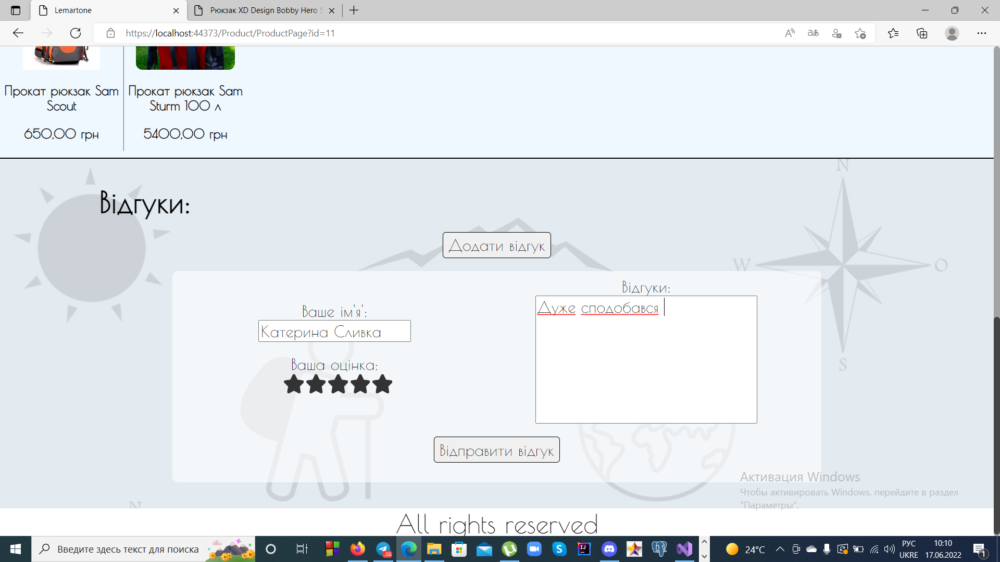 Lemartone
Рюкзак XD Design Bobby Hero S
https://localhost:44373/Product/ProductPage?id=11
Прокат рюкзак Sam
Scout
650,00 грн
Прокат рюкзак Sam
Sturm 100 л
5400,00 грн
Відгуки:
Додати відгук
N
W
O
S
Ваше ім'я':
Катерина Сливка
Ваша оцінка:
Відгуки:
Дуже сподобався
Відправити відгук
N
Активация Windows
Чтобы активировать Windows, перейдите в раздел
"Параметры".
All rights reserved
Введите здесь текст для поиска
24°C
РУС
UKRE
10:10
17.06.2022
1